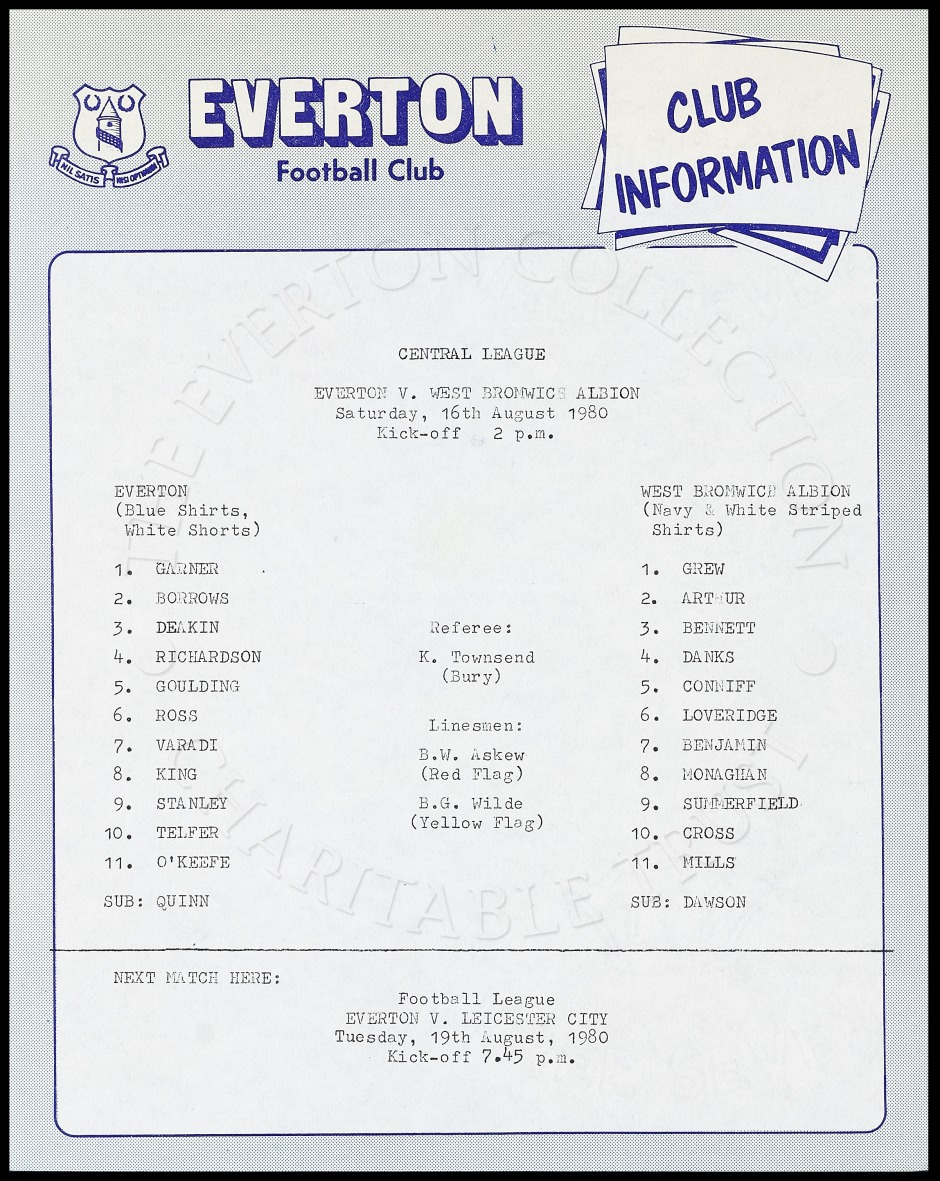 NIL SATIS NISI OPTIMUM
EVERTON
Football Club
CLUB
INFORMATION
THE EVERTON COLLECTION
CHARITABLE TRUST
CENTRAL LEAGUE
EVERTON V. WEST BROMWICH ALBION
Saturday, 16th August 1980
Kick-off 2 p.m.
EVERTON
(Blue Shirts,
White Shorts)
1. GARNER
2. BORROWS
3. DEAKIN
4. RICHARDSON
5. GOULDING
6. ROSS
7. VARADI
8. KING
9. STANLEY
10. TELFER
11. O'KEEFE
SUB: QUINN
Referee:
K. Townsend
(Bury)
Linesmen:
B.W. Askew
(Red Flag)
B.G. Wilde
(Yellow Flag)
WEST BROMWICH ALBION
(Navy & White Striped
Shirts)
1. GREW
2. ARTHUR
3. BENNETT
4. DANKS
5. CONNIFF
6. LOVERIDGE
7. BENJAMIN
8. MONAGHAN
9. SUMMERFIELD
10. CROSS
11. MILLS
SUB: DAWSON
NEXT MATCH HERE:
Football League
EVERTON V. LEICESTER CITY
Tuesday, 19th August, 1980
Kick-off 7.45 p.m.